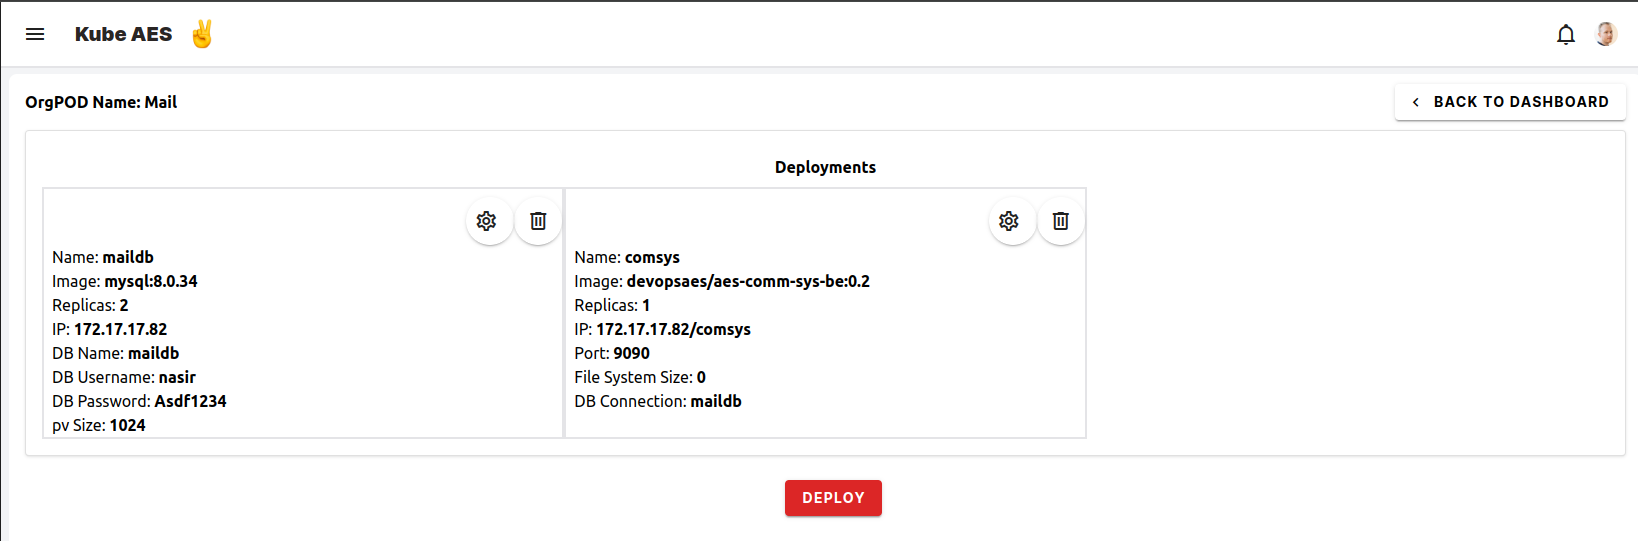 Kube AES ✌️
OrgPOD Name: Mail
BACK TO DASHBOARD
Deployments
Name: maildb
Image: mysql:8.0.34
Replicas: 2
IP: 172.17.17.82
DB Name: maildb
DB Username: nasir
DB Password: Asdf1234
pv Size: 1024
Name: comsys
Image: devopsaes/aes-comm-sys-be:0.2
Replicas: 1
IP: 172.17.17.82/comsys
Port: 9090
File System Size: 0
DB Connection: maildb
DEPLOY